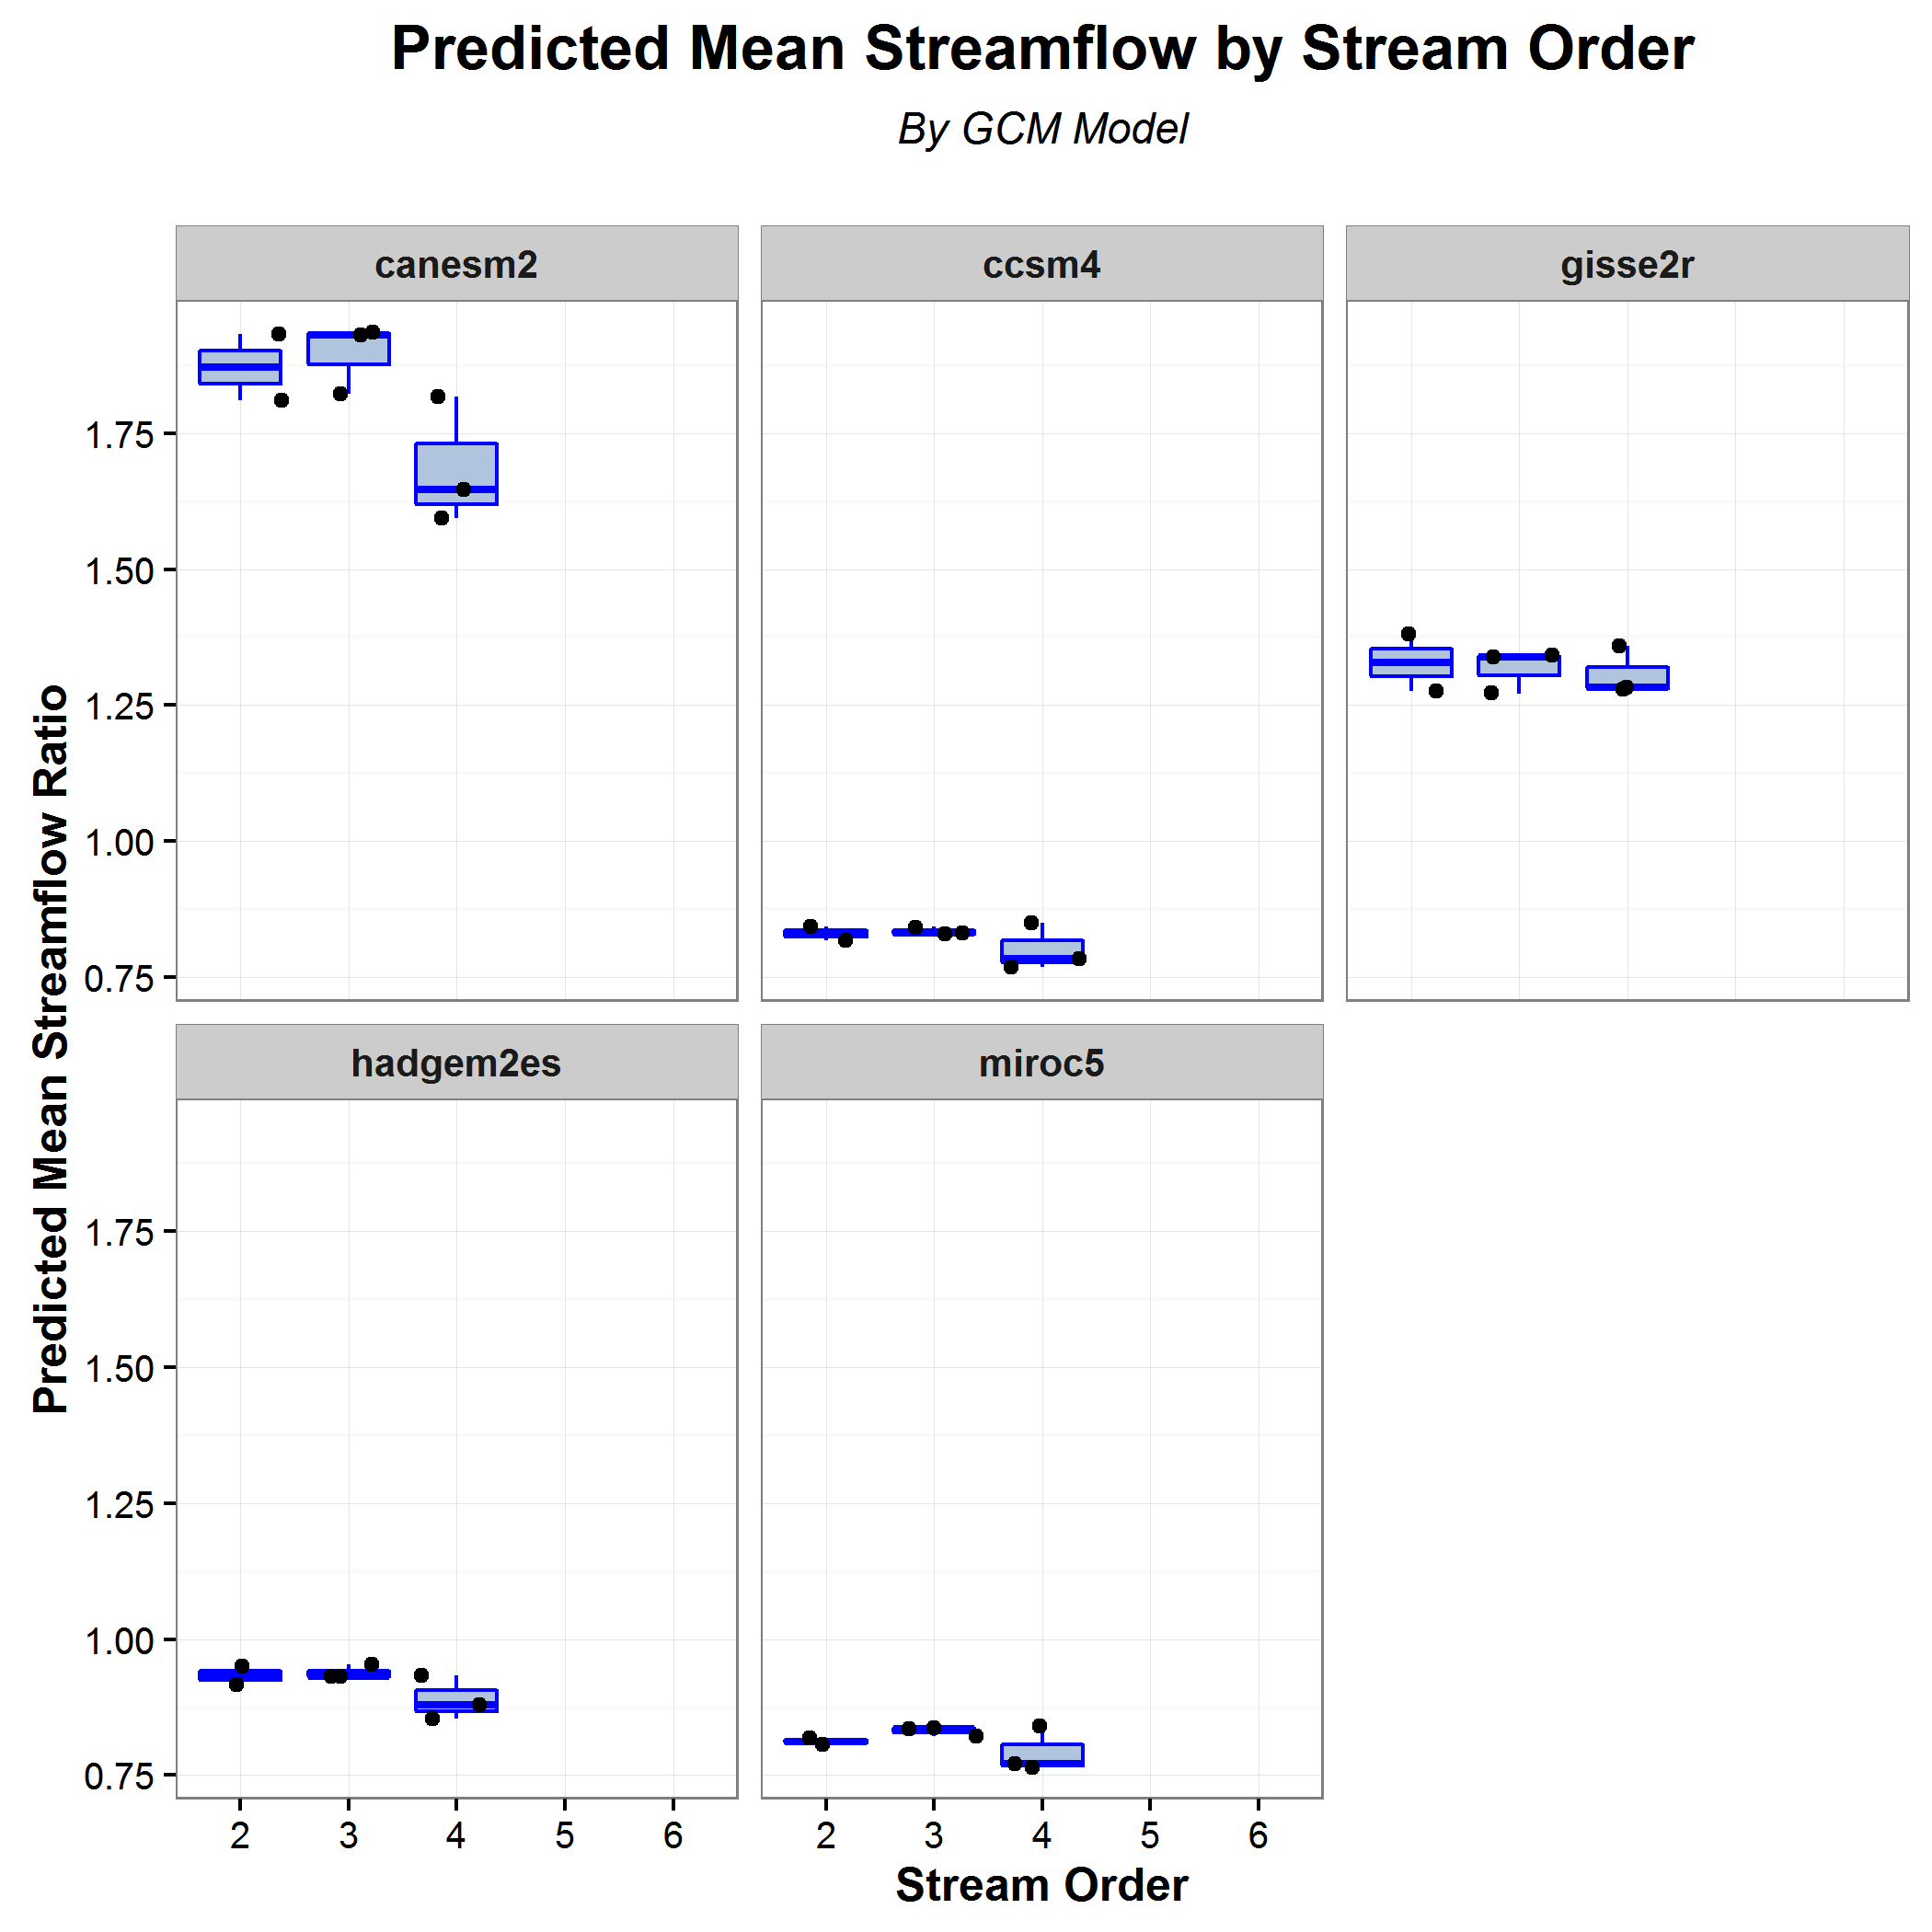 Predicted Mean Streamflow by Stream Order
By GCM Model
canesm2
ccsm4
gisse2r
Predicted Mean Streamflow Ratio
1.75
1.50
1.25
1.00
0.75
hadgem2es
miroc5
1.75
1.50
1.25
1.00
0.75
2 3 4 5 6
2 3 4 5 6
Stream Order